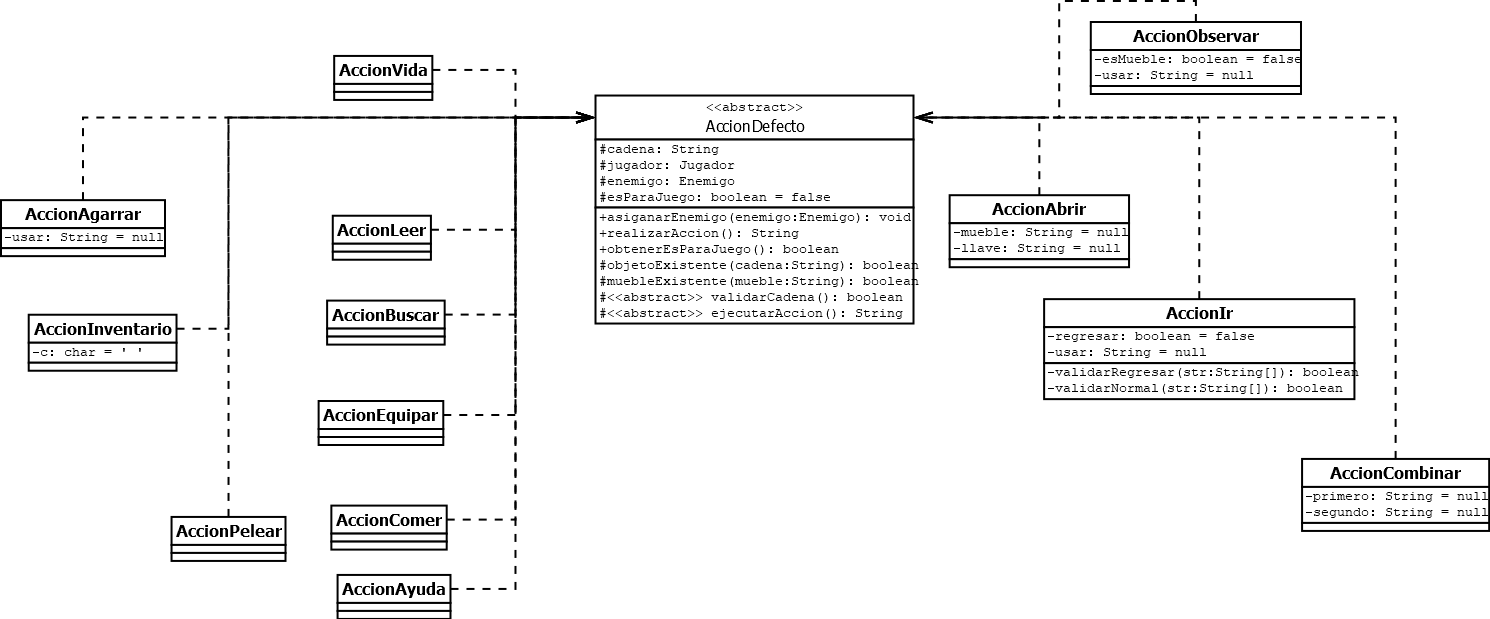 AccionObservar
-esMueble: boolean = false
-usar: String = null
AccionVida
<<abstract>>
AccionDefecto
#cadena: String
#jugador: Jugador
#enemigo: Enemigo
#esParaJuego: boolean = false
+asiganarEnemigo(enemigo:Enemigo): void
+realizarAccion(): String
+obtenerEsParaJuego(): boolean
#objetoExistente(cadena:String): boolean
#muebleExistente(mueble:String): boolean
#<<abstract>> validarCadena(): boolean
#<<abstract>> ejecutarAccion(): String
AccionAgarrar
-usar: String = null
AccionLeer
AccionAbrir
-mueble: String = null
-llave: String = null
AccionInventario
-c: char = ' '
AccionBuscar
AccionIr
-regresar: boolean = false
-usar: String = null
-validarRegresar(str:String[]): boolean
-validarNormal(str:String[]): boolean
AccionEquipar
AccionCombinar
-primero: String = null
-segundo: String = null
AccionPelear
AccionComer
AccionAyuda